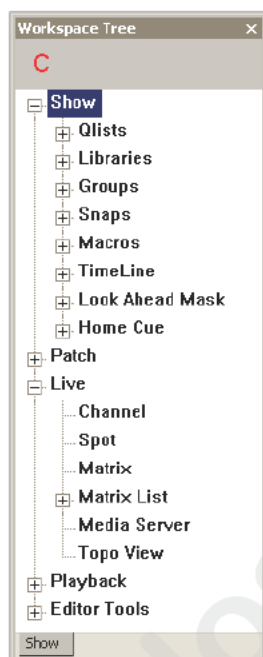 Workspace Tree
C
Show
Qlists
Libraries
Groups
Snaps
Macros
TimeLine
Look Ahead Mask
Home Cue
Patch
Live
Channel
Spot
Matrix
Matrix List
Media Server
Topo View
Playback
Editor Tools
Show